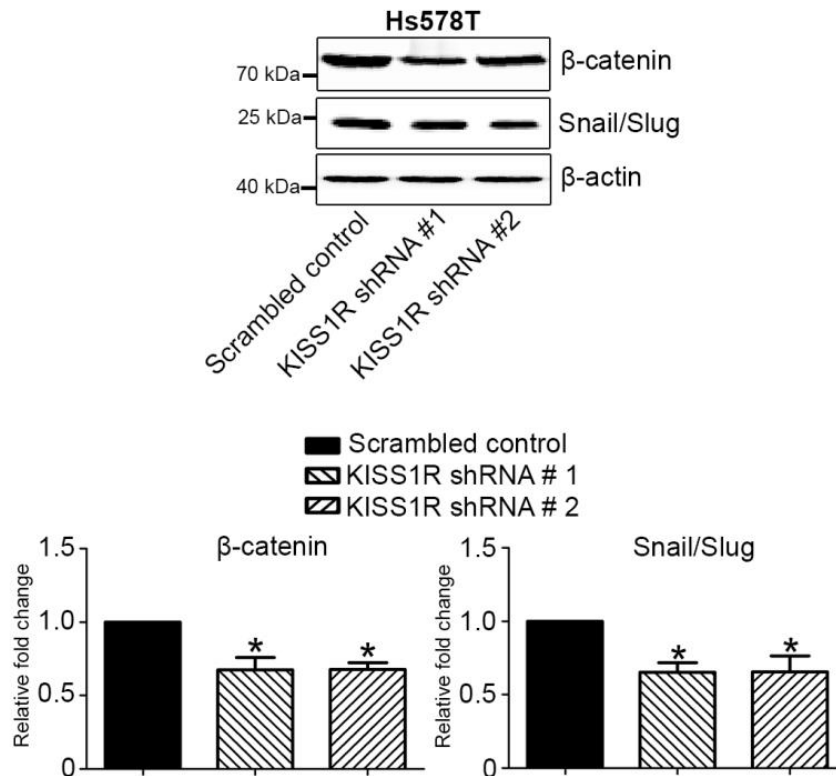 Hs578T
70 kDa
β-catenin
25 kDa
Snail/Slug
40 kDa
β-actin
Scrambled control
KISS1R shRNA #1
KISS1R shRNA #2
Scrambled control
KISS1R shRNA # 1
KISS1R shRNA # 2
β-catenin
Relative fold change
1.5
1.0
0.5
0
*
*
Snail/Slug
Relative fold change
1.5
1.0
0.5
0
*
*